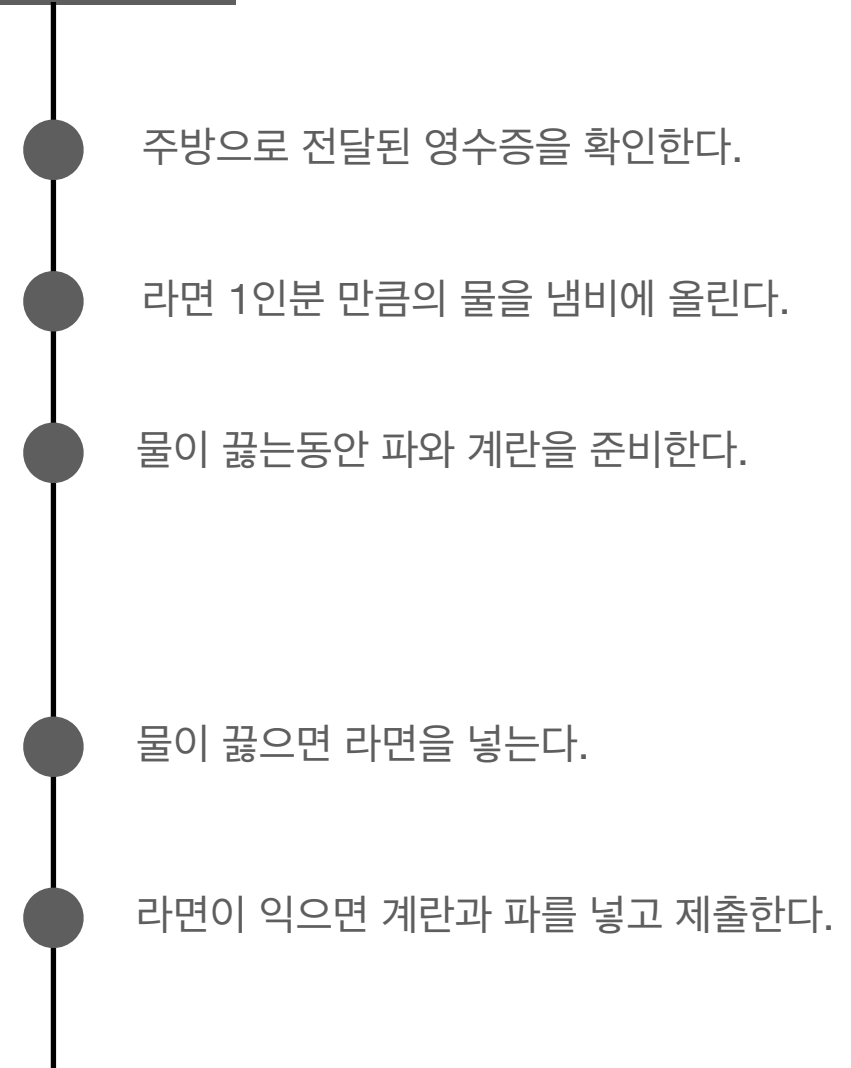 주방으로 전달된 영수증을 확인한다.
라면 1인분 만큼의 물을 냄비에 올린다.
물이 끓는동안 파와 계란을 준비한다.
물이 끓으면 라면을 넣는다.
라면이 익으면 계란과 파를 넣고 제출한다.